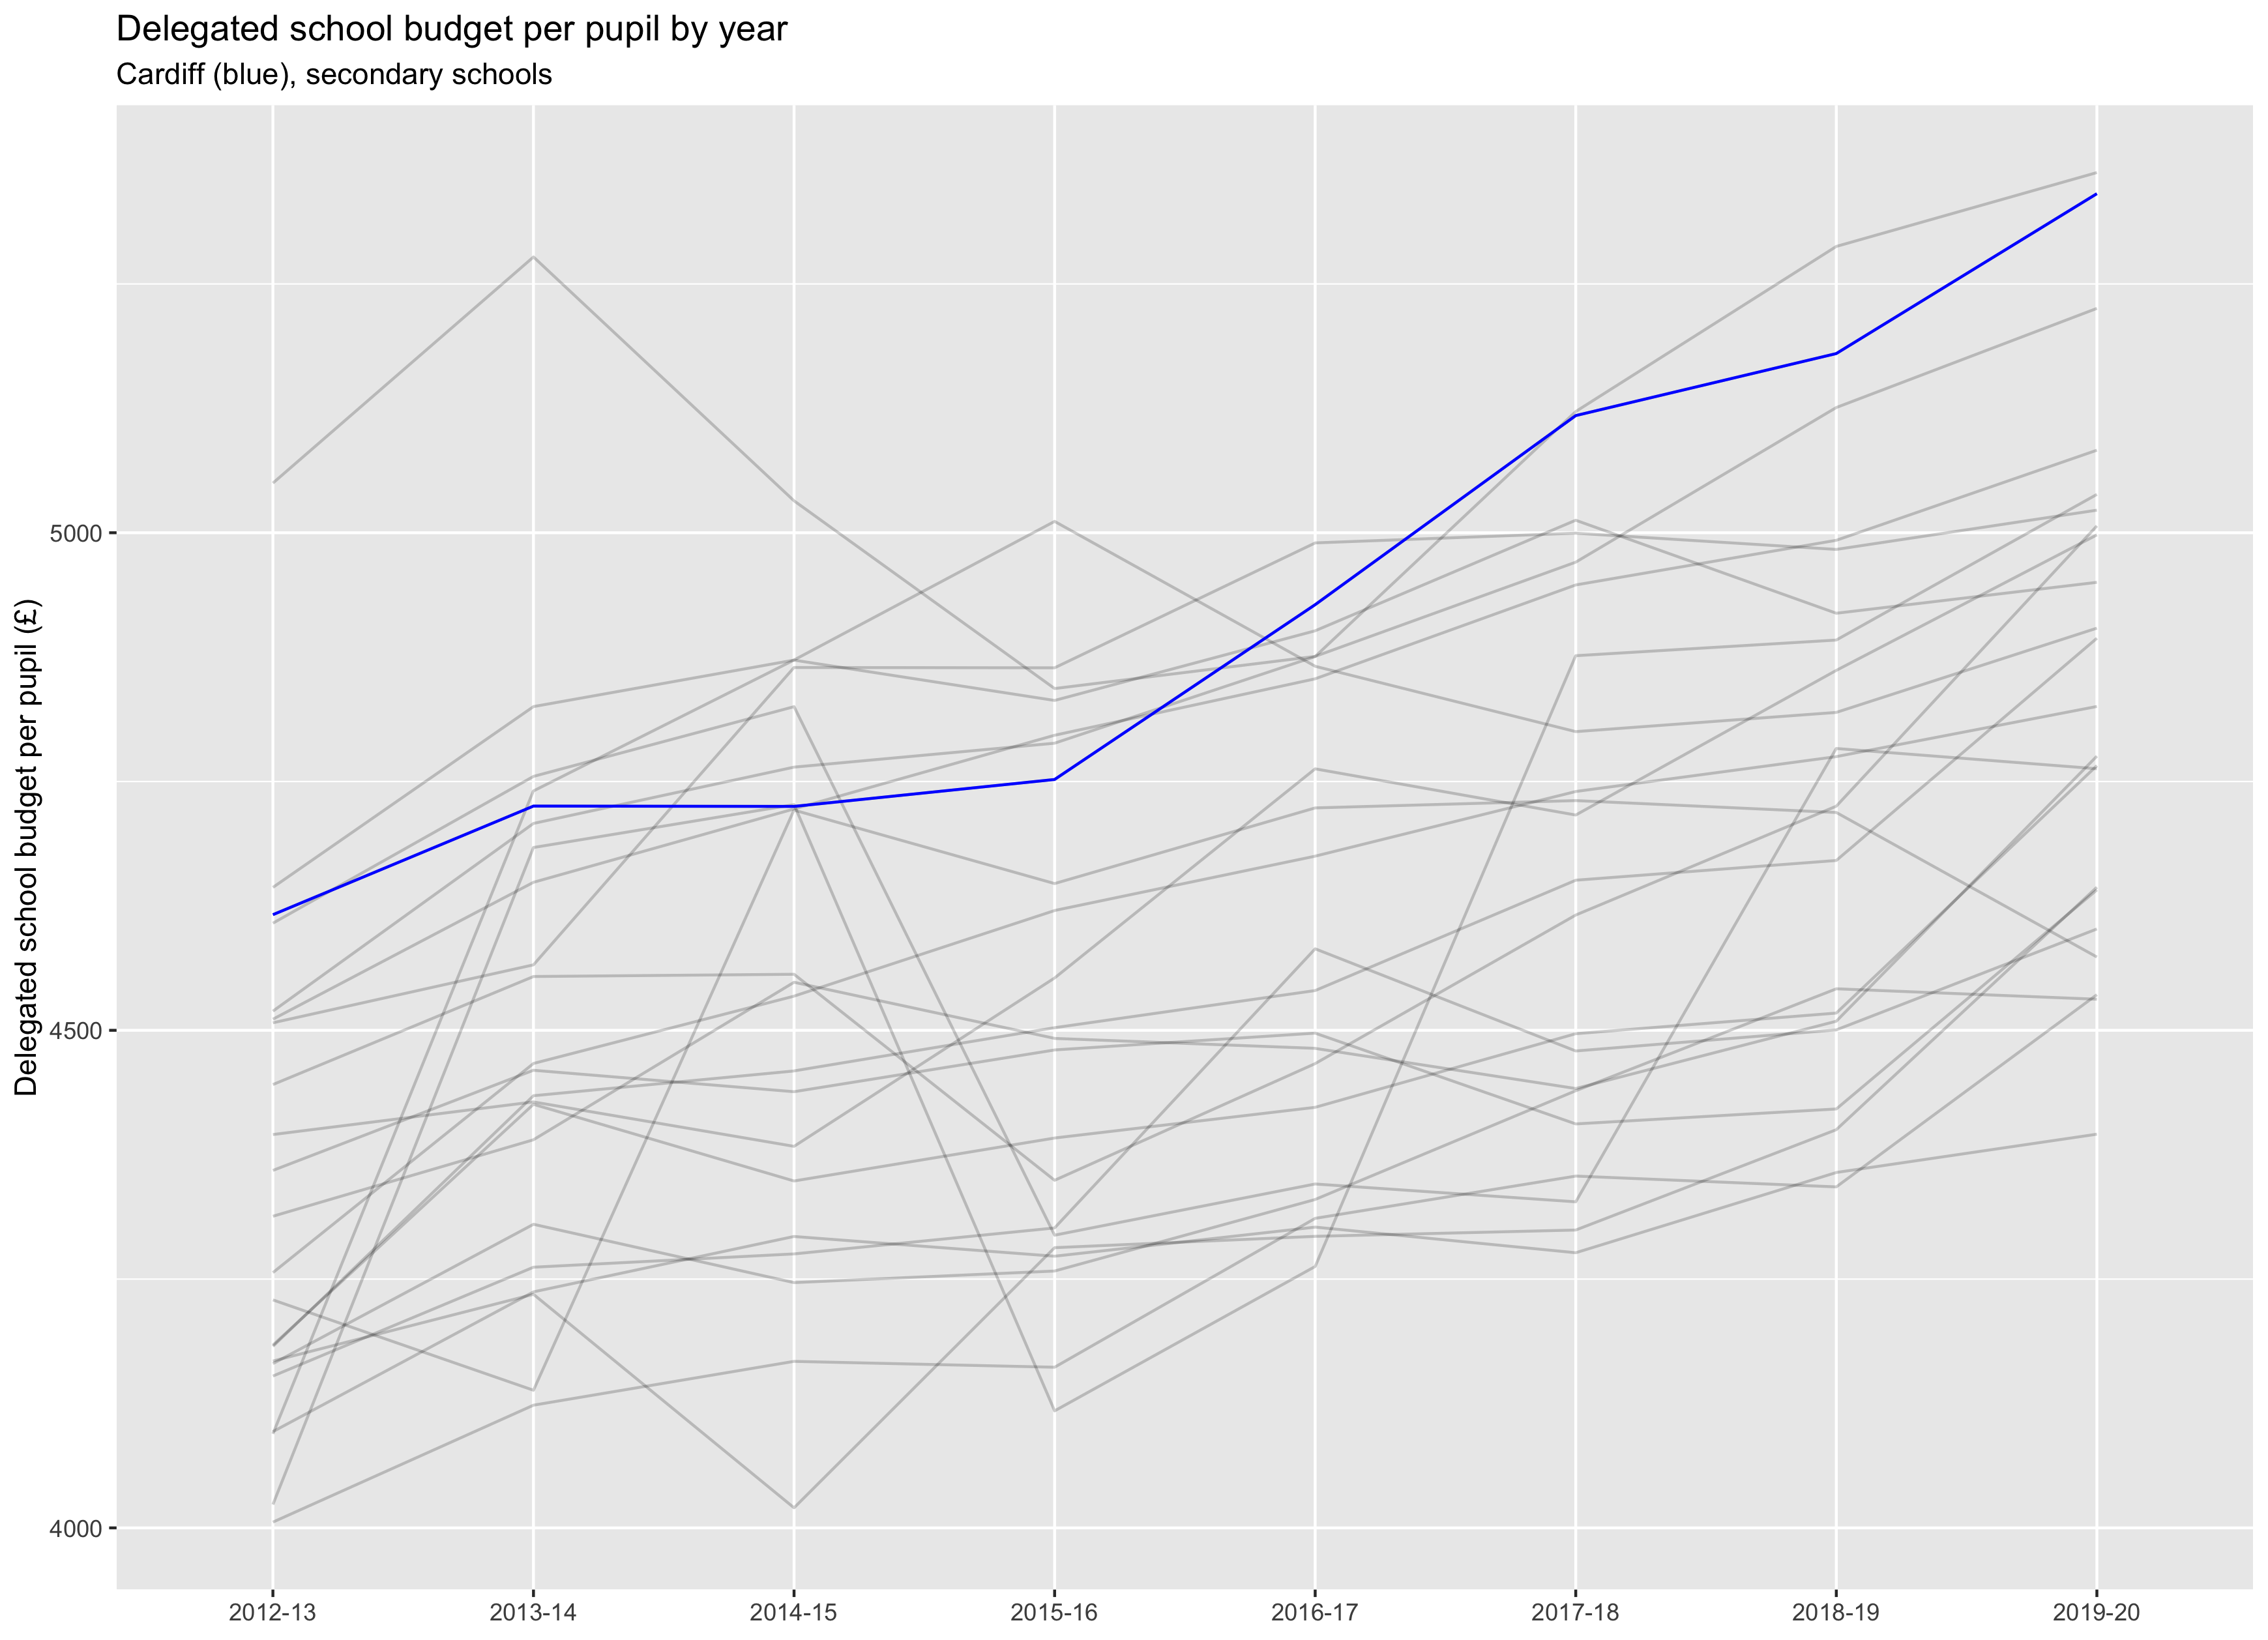 Delegated school budget per pupil by year
Cardiff (blue), secondary schools
Delegated school budget per pupil (£)
5000
4500
4000
2012-13 2013-14 2014-15 2015-16 2016-17 2017-18 2018-19 2019-20